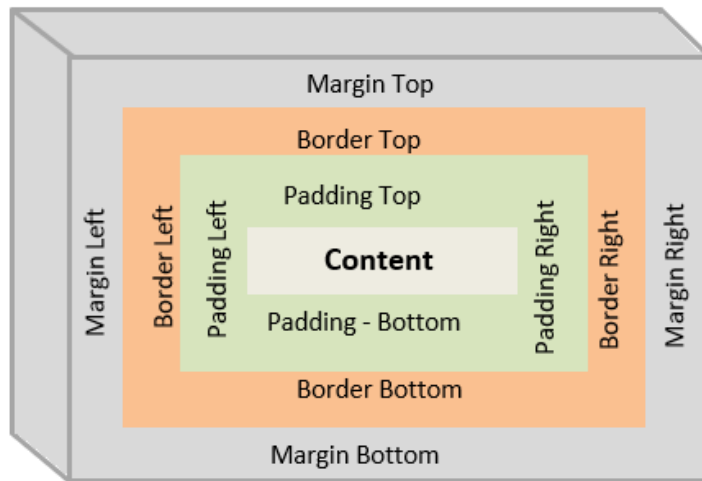 Margin Top
Border Top
Padding Top
Margin Left
Border Left
Padding Left
Content
Padding Right
Border Right
Margin Right
Padding - Bottom
Border Bottom
Margin Bottom